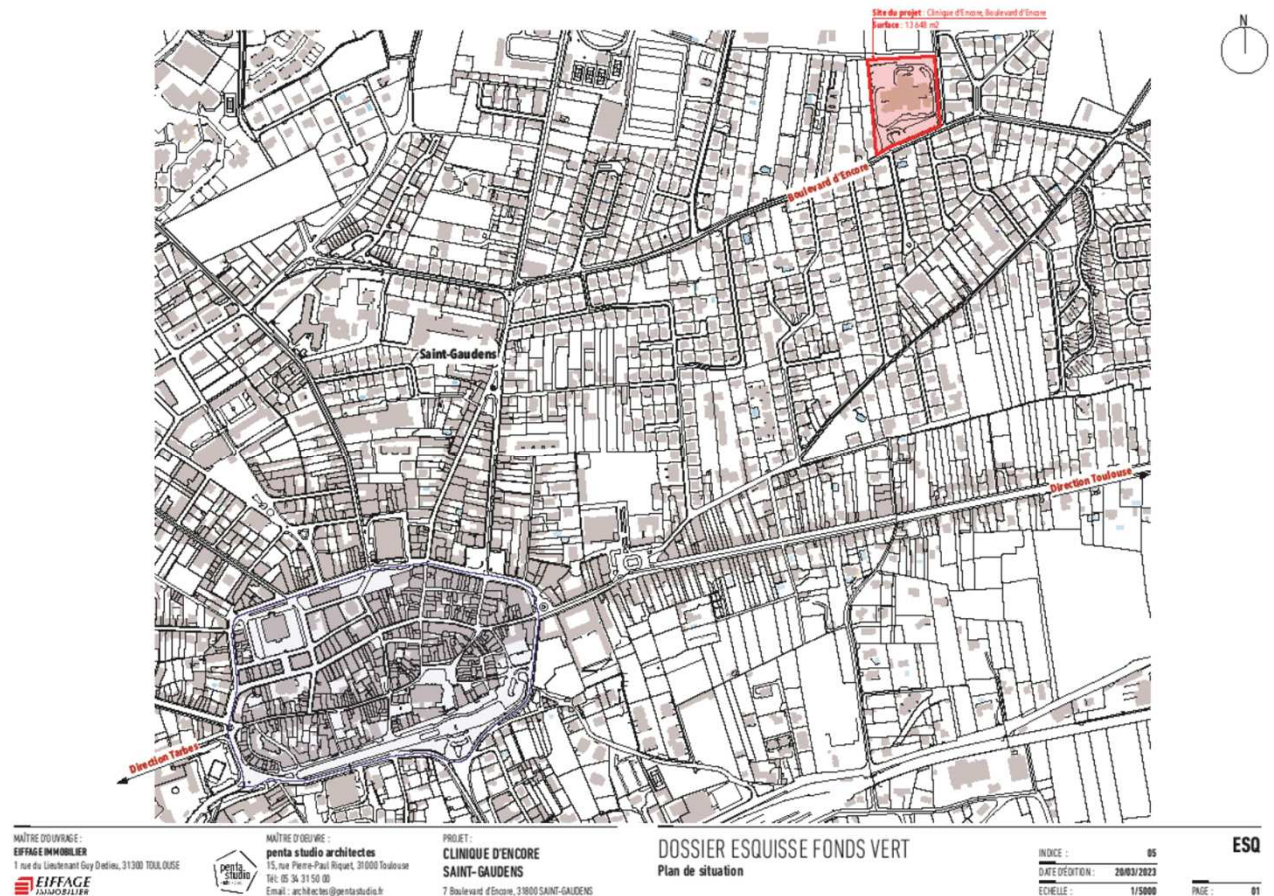 Site du projet : Clinique d'Encore, Boulevard d'Encore
Surface : 13 648 m2
N
Boulevard d'Encore
Saint-Gaudens
Direction Toulouse
Direction Tarbes
MAÎTRE D'OUVRAGE :
EIFFAGE IMMOBILIER
1 rue du Lieutenant Guy Dedieu, 31300 TOULOUSE
EIFFAGE
IMMOBILIER
penta
studio
MAÎTRE D'OEUVRE :
penta studio architectes
15, rue Pierre-Paul Riquet, 31000 Toulouse
Tél: 05 34 31 50 00
Email : architectes@pentastudio.fr
PROJET :
CLINIQUE D'ENCORE
SAINT-GAUDENS
7 Boulevard d'Encore, 31800 SAINT-GAUDENS
DOSSIER ESQUISSE FONDS VERT
Plan de situation
INDICE : 05
DATE D'ÉDITION : 20/03/2023
ECHELLE : 1/5000
ESQ
PAGE : 01